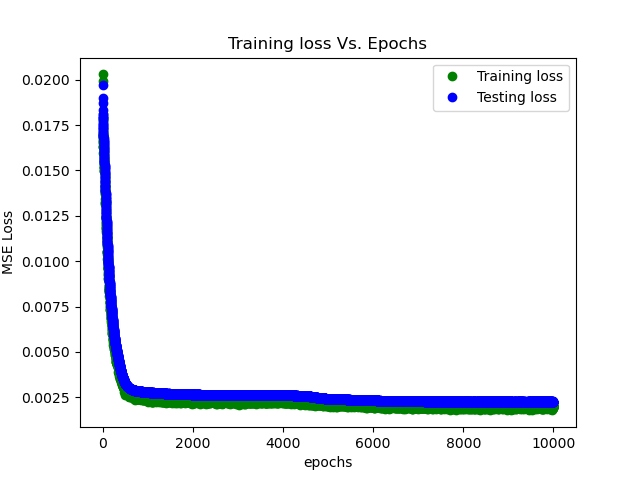 Training loss Vs. Epochs
Training loss
Testing loss
MSE Loss
0.0200
0.0175
0.0150
0.0125
0.0100
0.0075
0.0050
0.0025
0 2000 4000 6000 8000 10000
epochs